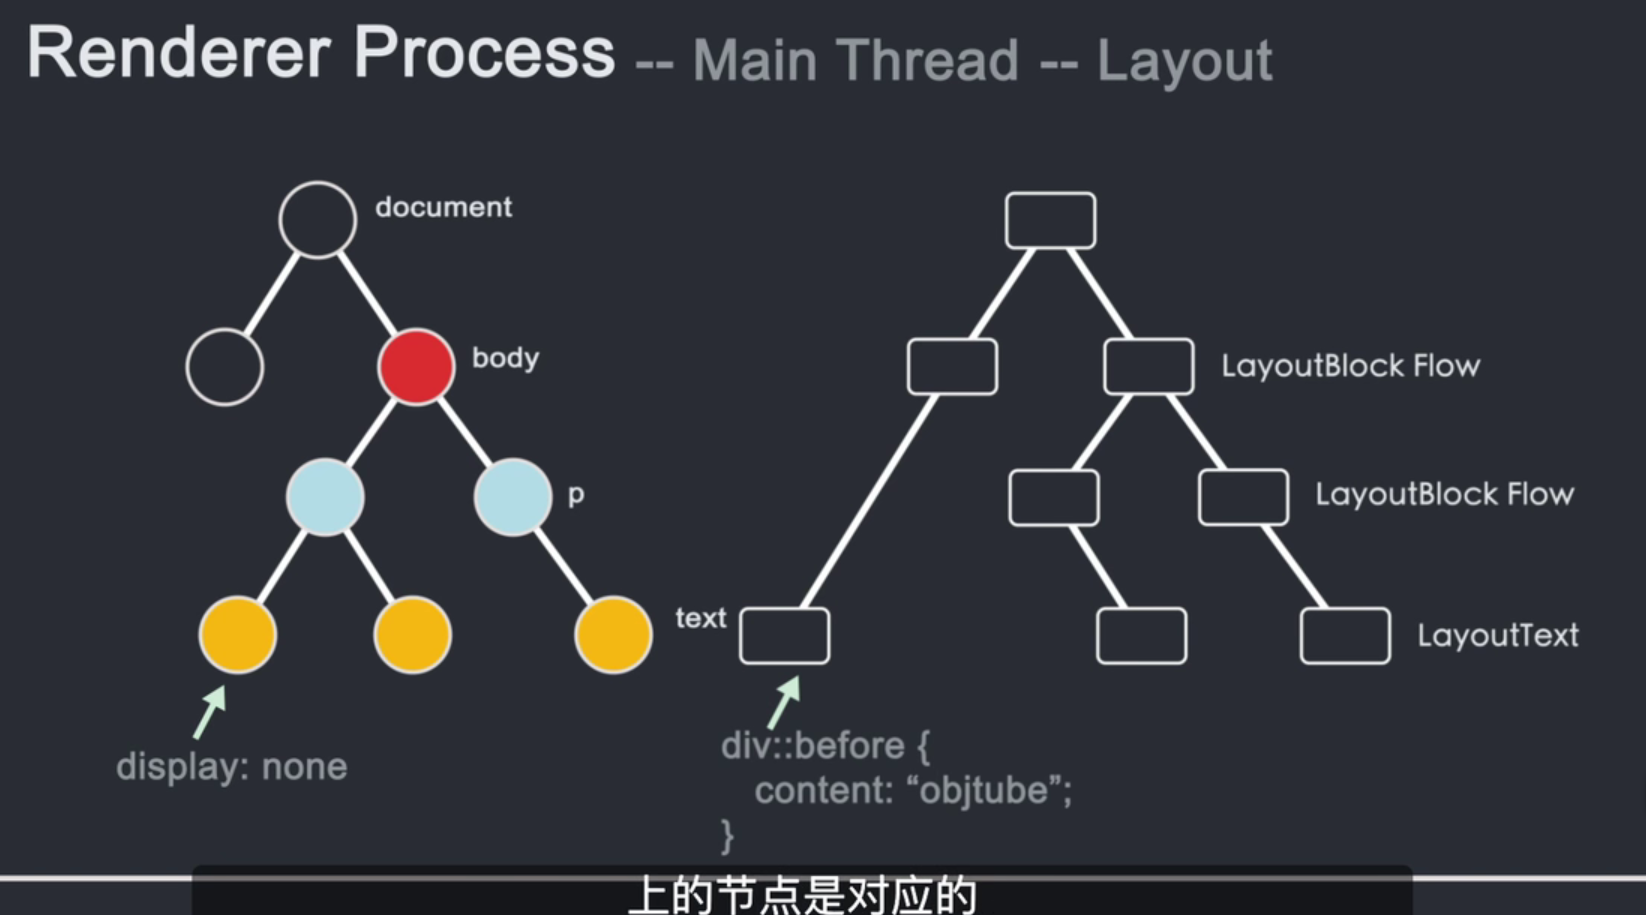 Renderer Process -- Main Thread -- Layout
document
body
LayoutBlock Flow
p
LayoutBlock Flow
text
LayoutText
display: none
div::before {
content: “objtube”;
}
上的节点是对应的